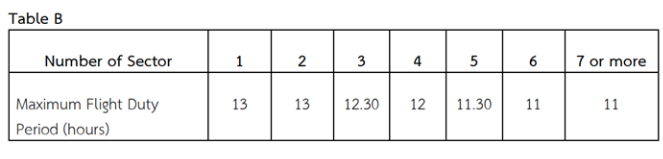 Table B
Number of Sector 1 2 3 4 5 6 7 or more
Maximum Flight Duty 13 13 12.30 12 11.30 11 11
Period (hours)